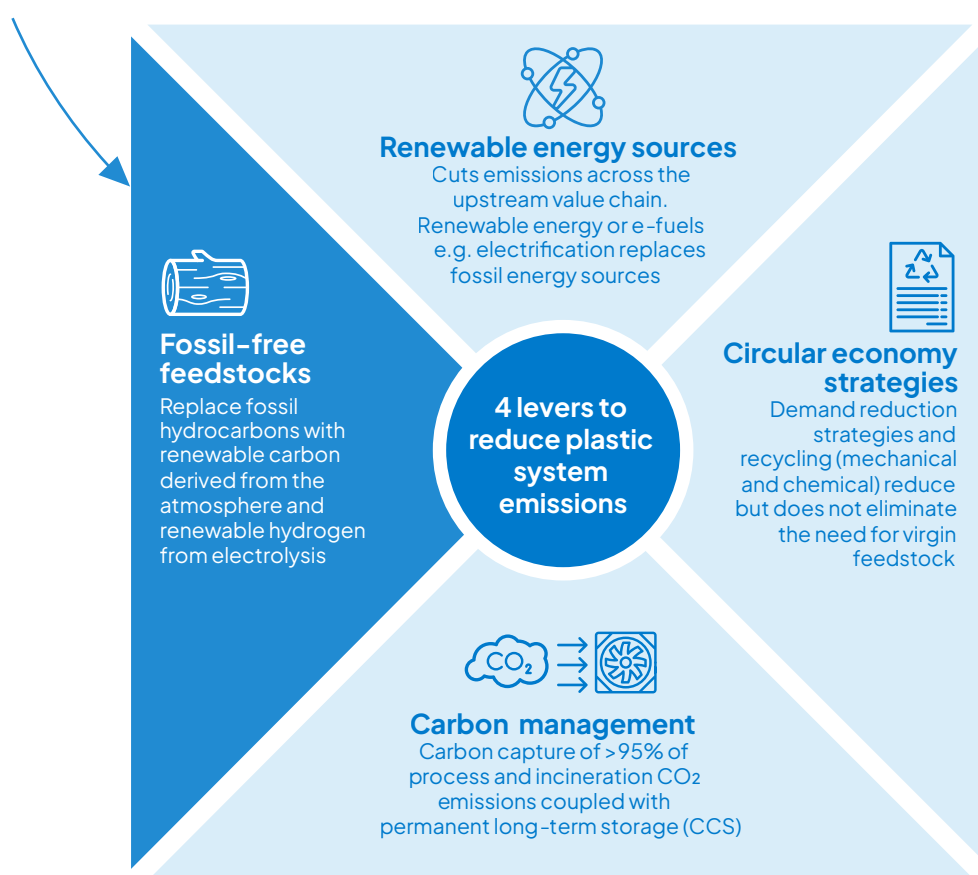 Renewable energy sources
Cuts emissions across the
upstream value chain.
Renewable energy or e-fuels
e.g. electrification replaces
fossil energy sources
Fossil-free
feedstocks
Replace fossil
hydrocarbons with
renewable carbon
derived from the
atmosphere and
renewable hydrogen
from electrolysis
4 levers to
reduce plastic
system
emissions
Circular economy
strategies
Demand reduction
strategies and
recycling (mechanical
and chemical) reduce
but does not eliminate
the need for virgin
feedstock
CO₂
Carbon management
Carbon capture of >95% of
process and incineration CO₂
emissions coupled with
permanent long-term storage (CCS)